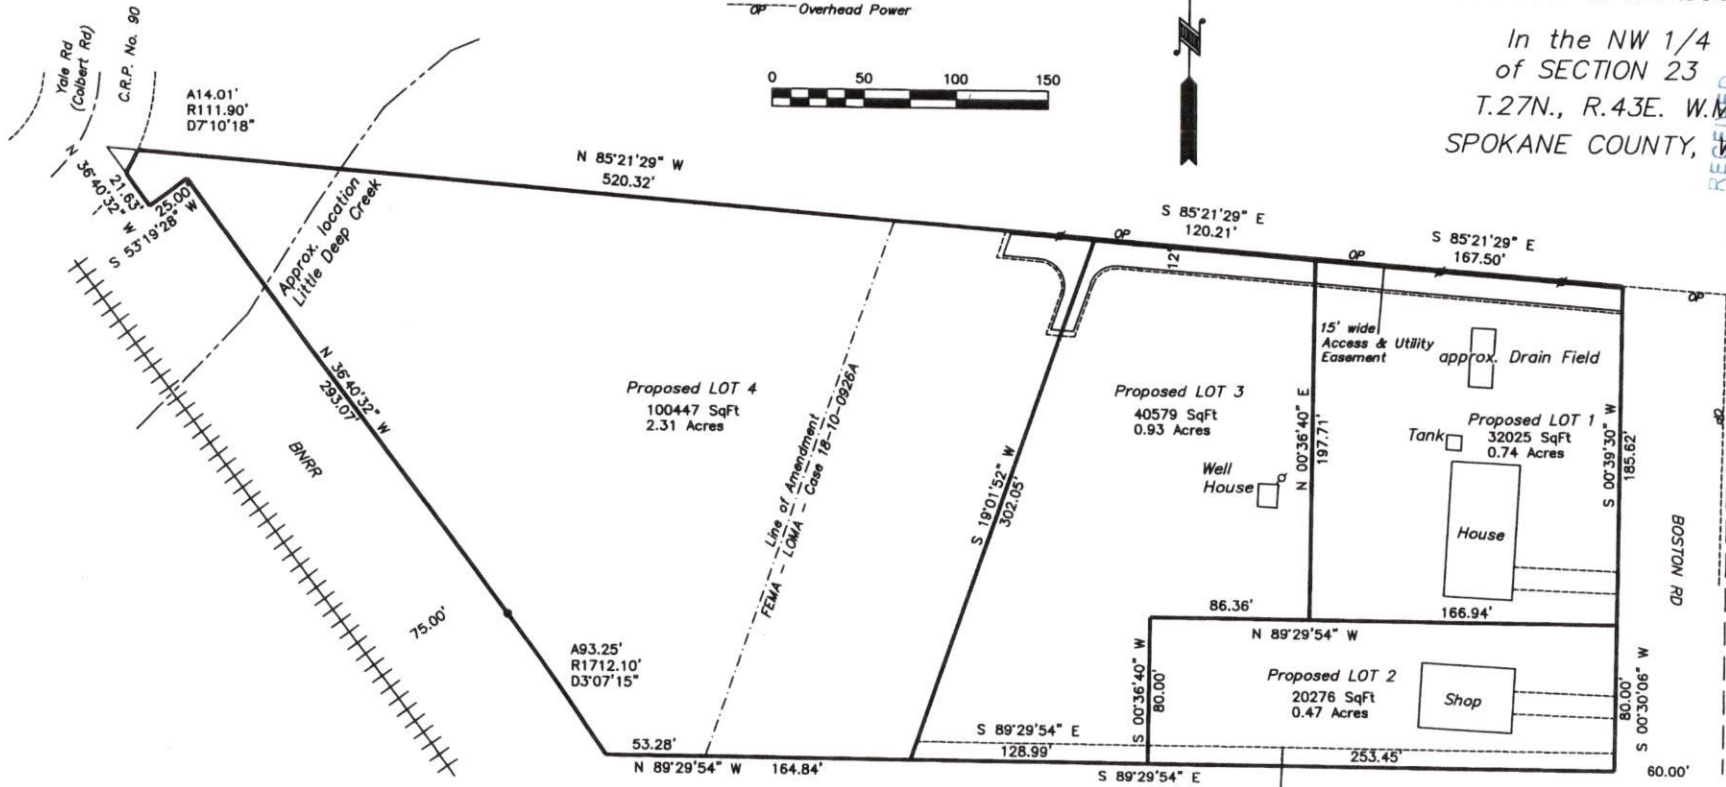 OP Overhead Power
In the NW 1/4
of SECTION 23
T.27N., R.43E. W.M
SPOKANE COUNTY,
RECEIVED
0 50 100 150
Yale Rd
(Colbert Rd)
C.R.P. No. 90
A14.01'
R111.90'
D7°10'18"
N 36°40'32" W
21.63'
25.00'
S 53°19'28" W
N 85°21'29" W
520.32'
Approx. location
Little Deep Creek
S 85°21'29" E
120.21'
S 85°21'29" E
167.50'
OP
OP
OP
OP
12'
15' wide
Access & Utility
Easement
approx. Drain Field
N 36°40'32" W
293.07'
BNRR
75.00'
Proposed LOT 4
100447 SqFt
2.31 Acres
Line of Amendment
FEMA - LOMA - Case 18-10-0926A
S 19°01'52" W
302.05'
Proposed LOT 3
40579 SqFt
0.93 Acres
Well
House
N 00°36'40" E
197.71'
Proposed LOT 1
32025 SqFt
0.74 Acres
Tank
House
S 00°39'30" W
185.62'
BOSTON RD
86.36'
166.94'
N 89°29'54" W
A93.25'
R1712.10'
D3°07'15"
S 00°36'40" W
80.00'
Proposed LOT 2
20276 SqFt
0.47 Acres
Shop
80.00'
S 00°30'06" W
53.28'
N 89°29'54" W 164.84'
S 89°29'54" E
128.99'
253.45'
S 89°29'54" E
60.00'